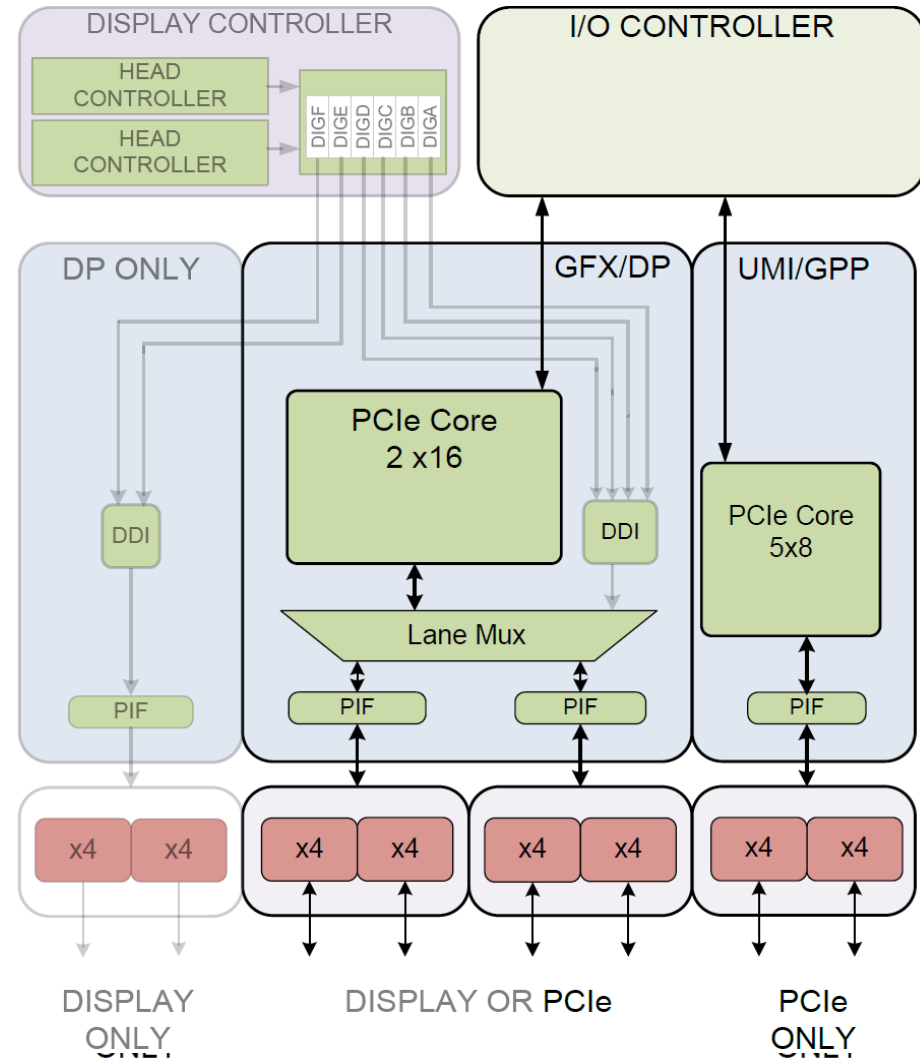 DISPLAY CONTROLLER
HEAD
CONTROLLER
HEAD
CONTROLLER
DIGF
DIGE
DIGD
DIGC
DIGB
DIGA
I/O CONTROLLER
DP ONLY
GFX/DP
UMI/GPP
PCIe Core
2 x16
DDI
DDI
PCIe Core
5x8
Lane Mux
PIF
PIF
PIF
PIF
x4
x4
x4
x4
x4
x4
x4
x4
DISPLAY
ONLY
DISPLAY OR PCIe
PCIe
ONLY